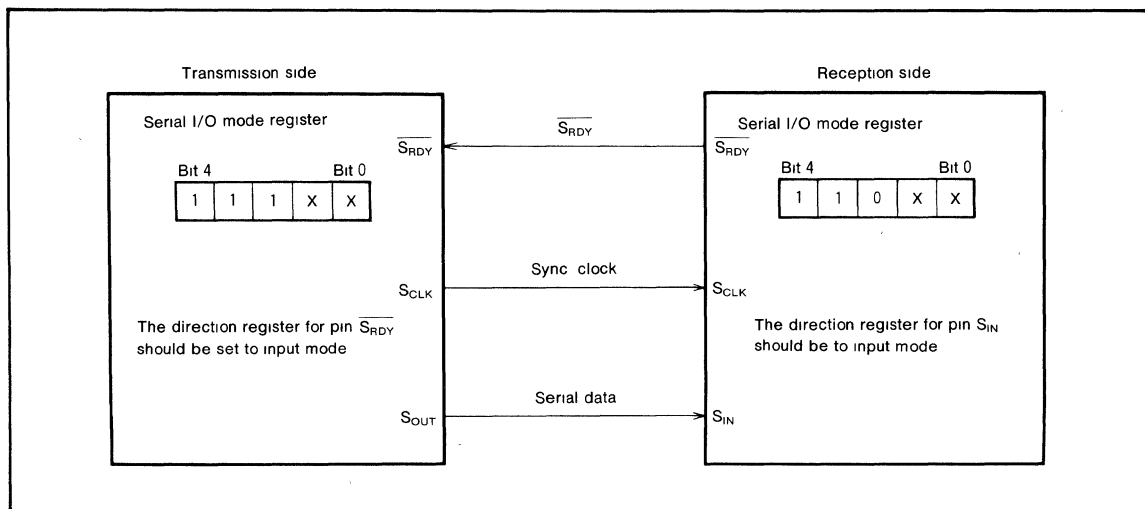 Transmission side
Serial I/O mode register
Bit 4 Bit 0
1 1 1 X X
S̅R̅D̅Y̅
SCLK
The direction register for pin S̅R̅D̅Y̅
should be set to input mode
SOUT
S̅R̅D̅Y̅
Sync clock
Serial data
Reception side
Serial I/O mode register
S̅R̅D̅Y̅
Bit 4 Bit 0
1 1 0 X X
SCLK
The direction register for pin SIN
should be to input mode
SIN